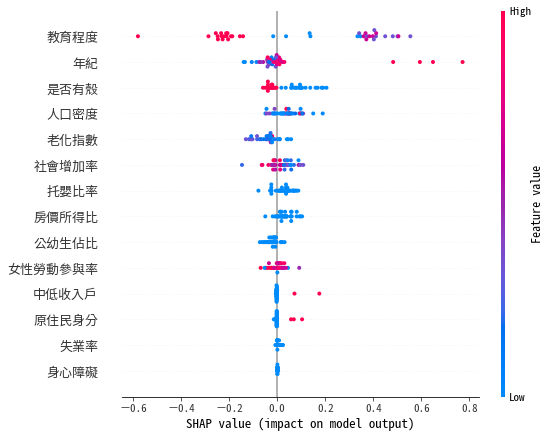 High
教育程度
年紀
是否有殼
人口密度
老化指數
社會增加率
托嬰比率
房價所得比
公幼生佔比
女性勞動參與率
中低收入戶
原住民身分
失業率
身心障礙
Feature value
Low
−0.6 −0.4 −0.2 0.0 0.2 0.4 0.6 0.8
SHAP value (impact on model output)